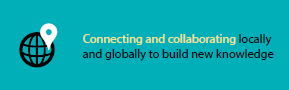 Connecting and collaborating locally
and globally to build new knowledge